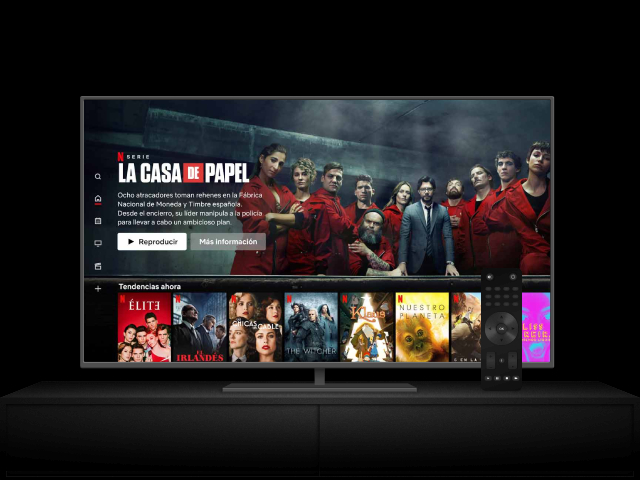 N SERIE
LA CASA DE PAPEL
Ocho atracadores toman rehenes en la Fábrica
Nacional de Moneda y Timbre española.
Desde el encierro, su líder manipula a la policía
para llevar a cabo un ambicioso plan.
Reproducir
Más información
Tendencias ahora
N
ÉLITE
N
EL
IRLANDÉS
N
LAS
CHICAS
DEL CABLE
THE WITCHER
N
Klaus
N
NUESTRO
PLANETA
N